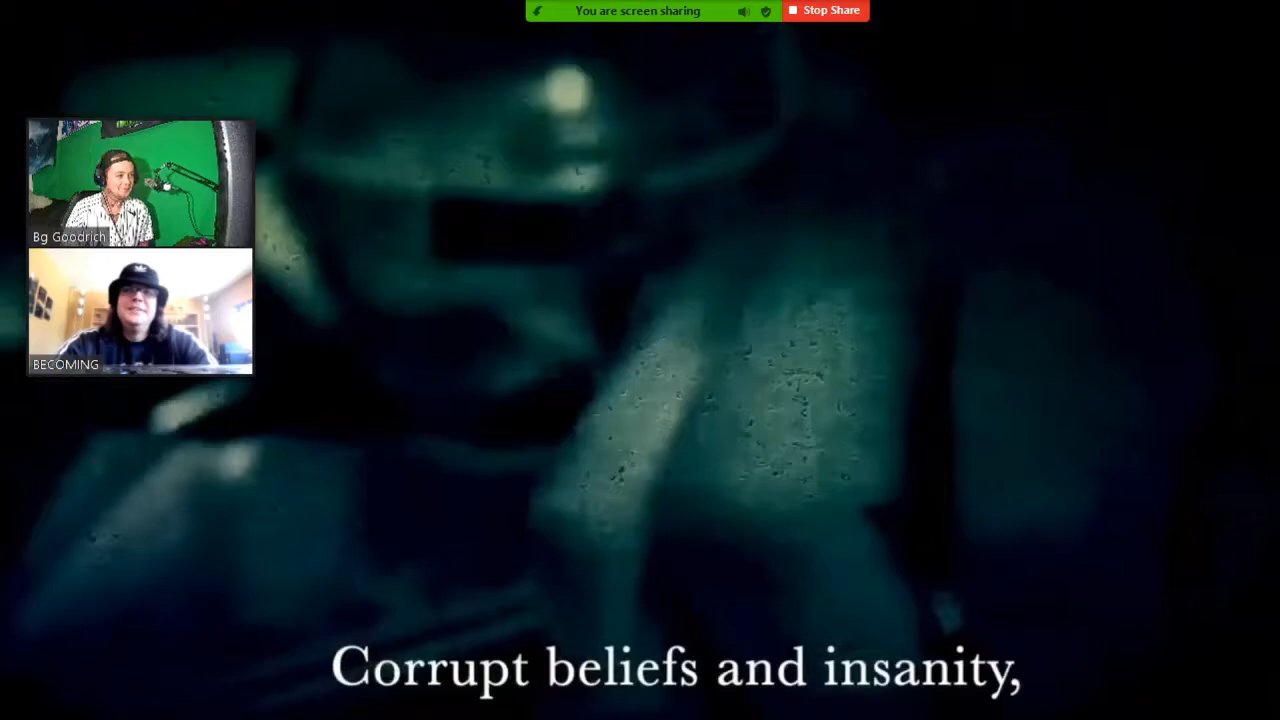 You are screen sharing
Stop Share
Bg Goodrich
BECOMING
Corrupt beliefs and insanity,